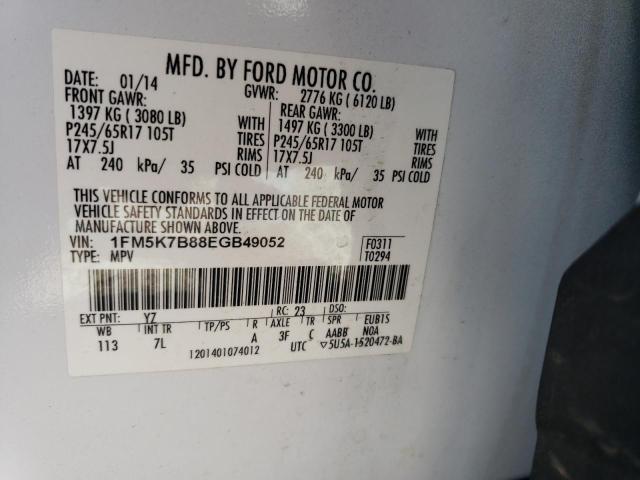 MFD. BY FORD MOTOR CO.
DATE: 01/14 GVWR: 2776 KG ( 6120 LB)
FRONT GAWR: REAR GAWR:
1397 KG ( 3080 LB) WITH 1497 KG ( 3300 LB) WITH
P245/65R17 105T TIRES P245/65R17 105T TIRES
17X7.5J RIMS 17X7.5J RIMS
AT 240 kPa/ 35 PSI COLD AT 240 kPa/ 35 PSI COLD
THIS VEHICLE CONFORMS TO ALL APPLICABLE FEDERAL MOTOR
VEHICLE SAFETY STANDARDS IN EFFECT ON THE DATE OF
MANUFACTURE SHOWN ABOVE.
VIN: 1FM5K7B88EGB49052 F0311
TYPE: MPV T0294
EXT PNT: YZ RC: 23 DSO:
WB INT TR TP/PS R AXLE TR SPR EUB15
113 7L A 3F C AABB NOA
1201401074012 UTC ▽5U5A-1520472-BA